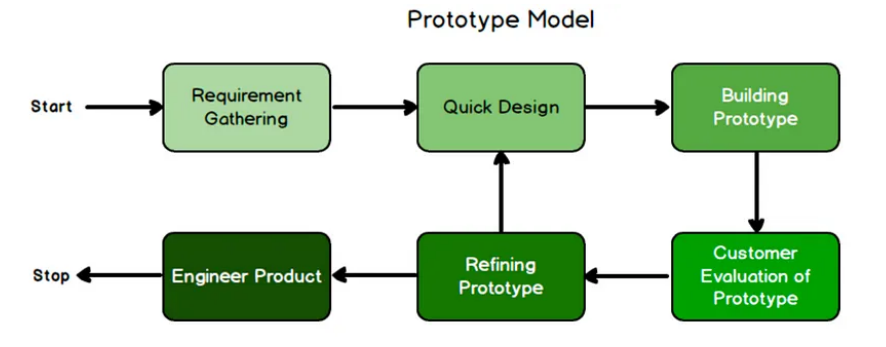 Prototype Model
Start
Requirement
Gathering
Quick Design
Building
Prototype
Stop
Engineer Product
Refining
Prototype
Customer
Evaluation of
Prototype